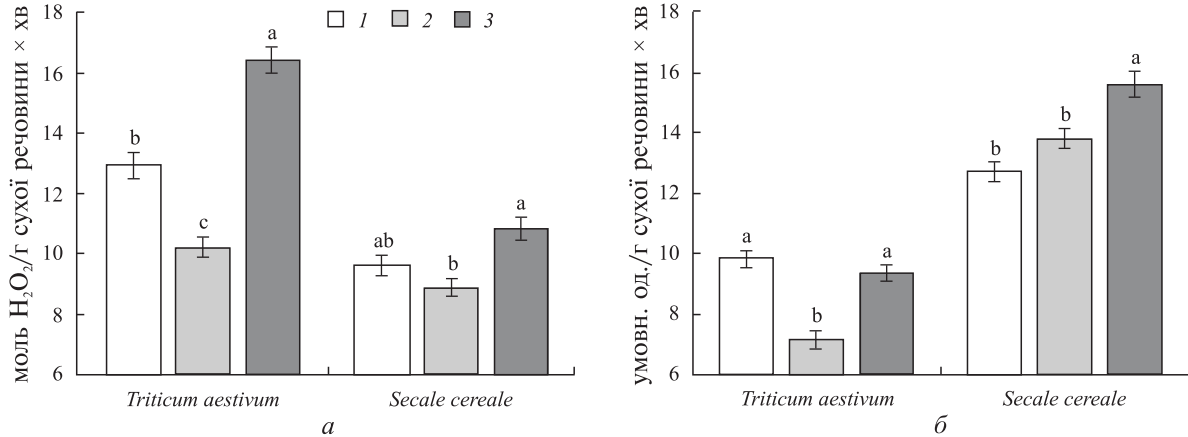 моль H₂O₂/г сухої речовини × хв
18
16
14
12
10
8
6
1 2 3
b
c
a
ab
b
a
Triticum aestivum
Secale cereale
а
умовн. од./г сухої речовини × хв
18
16
14
12
10
8
6
a
b
a
b
b
a
Triticum aestivum
Secale cereale
б